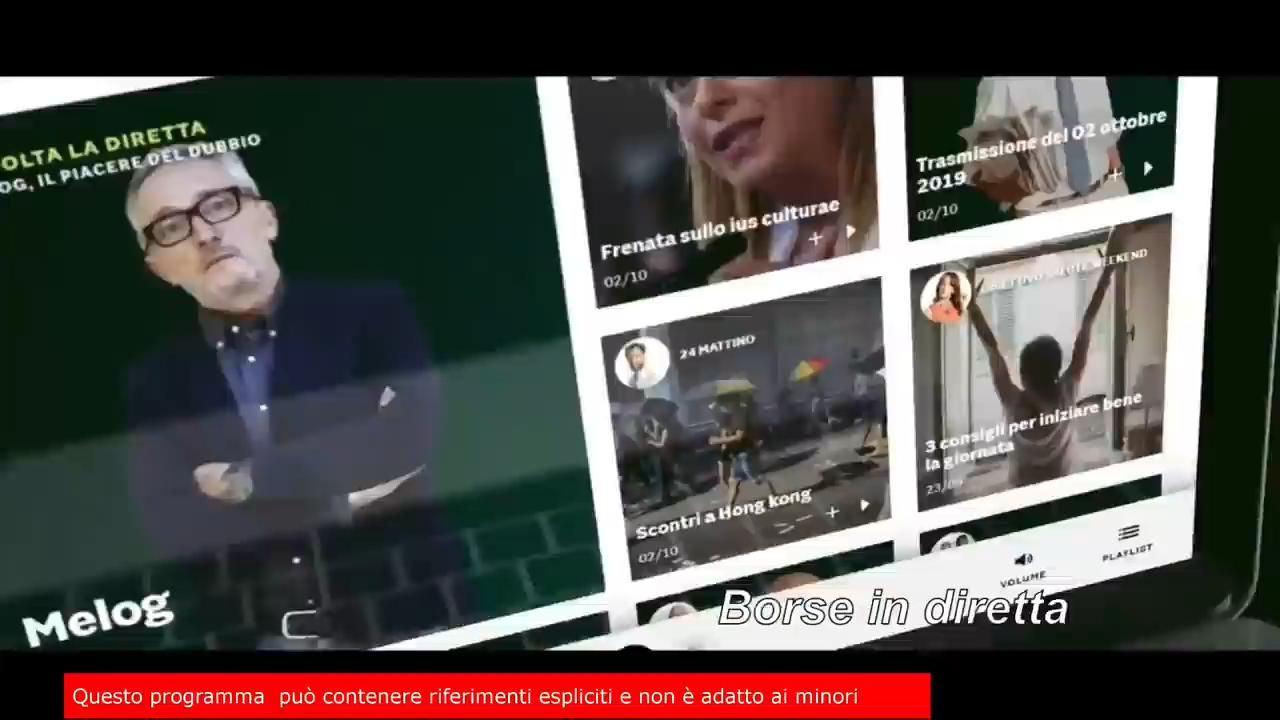 OLTA LA DIRETTA
OG, IL PIACERE DEL DUBBIO
Melog
Frenata sullo ius culturae
02/10
Trasmissione del 02 ottobre
2019
02/10
24 MATTINO
Scontri a Hong kong
02/10
WEEKEND
3 consigli per iniziare bene
la giornata
VOLUME
PLAYLIST
Borse in diretta
Questo programma può contenere riferimenti espliciti e non è adatto ai minori